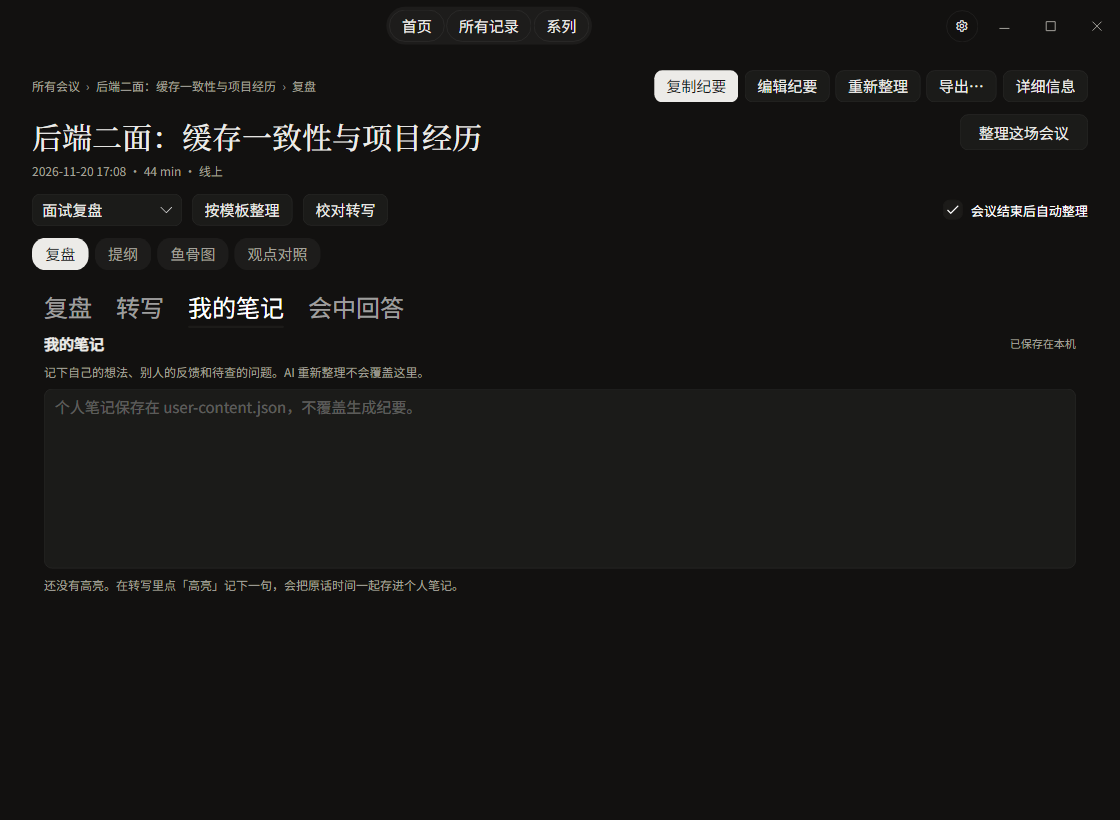 首页 所有记录 系列
所有会议 › 后端二面：缓存一致性与项目经历 › 复盘
复制纪要 编辑纪要 重新整理 导出··· 详细信息
后端二面：缓存一致性与项目经历
整理这场会议
2026-11-20 17:08 · 44 min · 线上
面试复盘 按模板整理 校对转写
会议结束后自动整理
复盘 提纲 鱼骨图 观点对照
复盘 转写 我的笔记 会中回答
我的笔记
已保存在本机
记下自己的想法、别人的反馈和待查的问题。AI 重新整理不会覆盖这里。
个人笔记保存在 user-content.json，不覆盖生成纪要。
还没有高亮。在转写里点「高亮」记下一句，会把原话时间一起存进个人笔记。